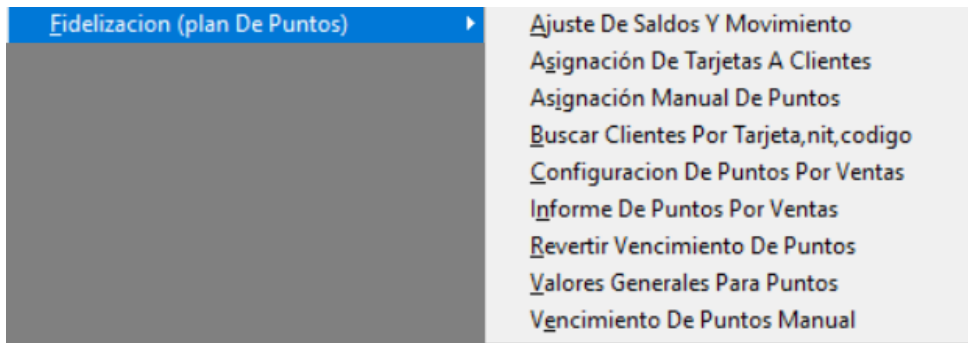 Fidelizacion (plan De Puntos)
Ajuste De Saldos Y Movimiento
Asignación De Tarjetas A Clientes
Asignación Manual De Puntos
Buscar Clientes Por Tarjeta,nit,codigo
Configuracion De Puntos Por Ventas
Informe De Puntos Por Ventas
Revertir Vencimiento De Puntos
Valores Generales Para Puntos
Vencimiento De Puntos Manual